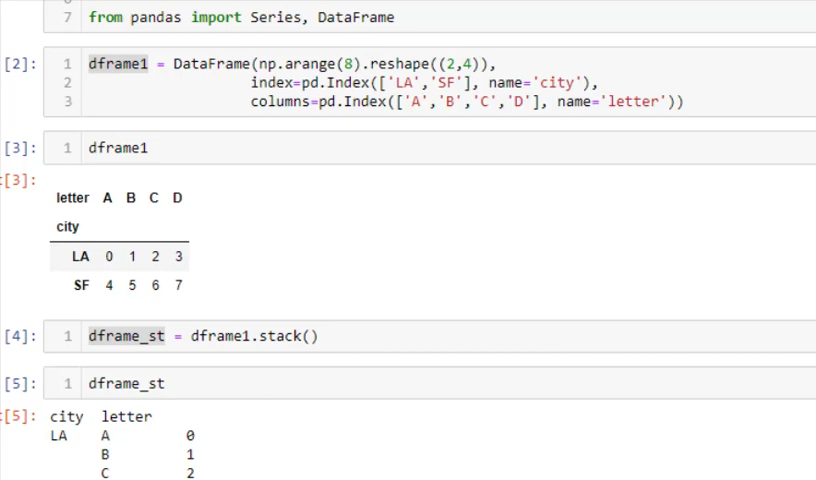 7 from pandas import Series, DataFrame
[2]: 1 dframe1 = DataFrame(np.arange(8).reshape((2,4)),
2 index=pd.Index(['LA','SF'], name='city'),
3 columns=pd.Index(['A','B','C','D'], name='letter'))
[3]: 1 dframe1
t[3]:
letter A B C D
city
LA 0 1 2 3
SF 4 5 6 7
[4]: 1 dframe_st = dframe1.stack()
[5]: 1 dframe_st
t[5]: city letter
LA A 0
B 1
C 2